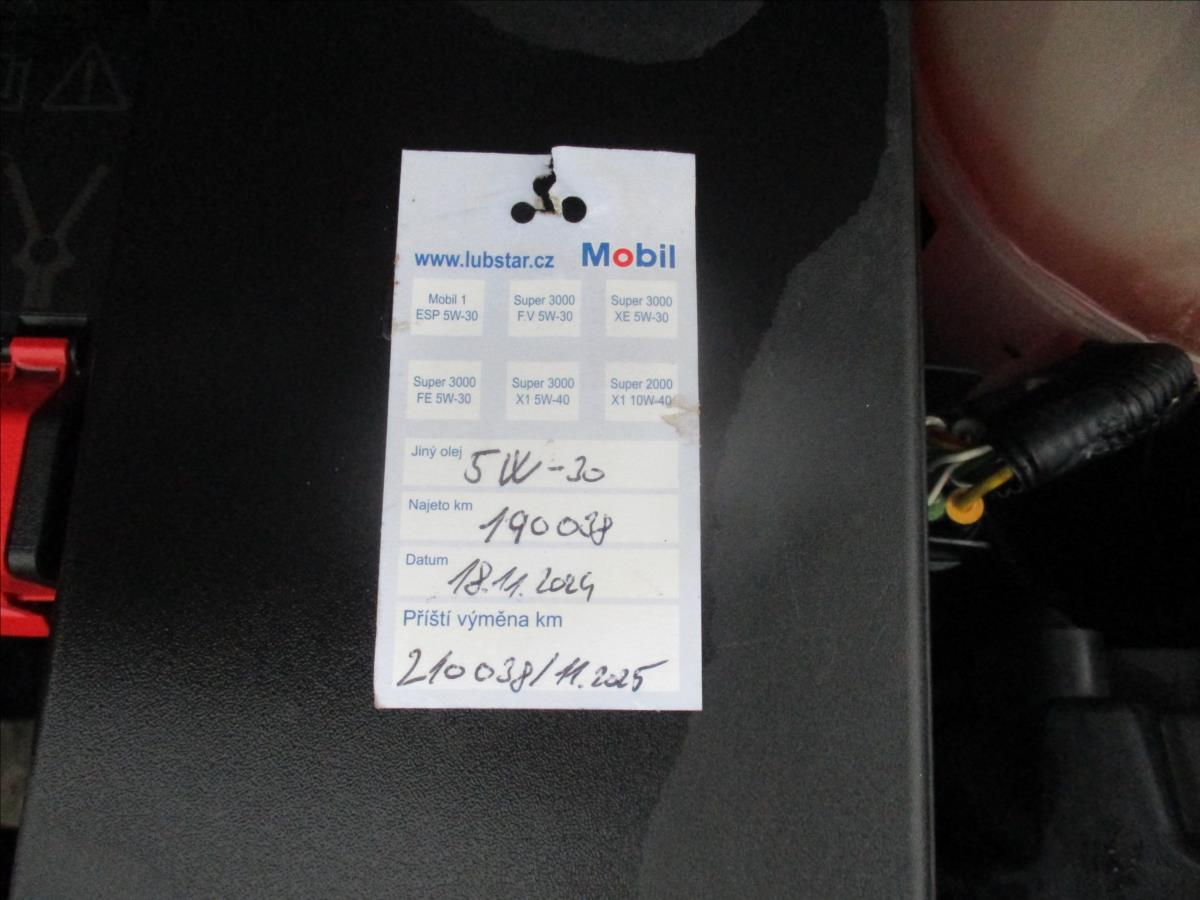 www.lubstar.cz Mobil
Mobil 1 Super 3000 Super 3000
ESP 5W-30 F.V 5W-30 XE 5W-30
Super 3000 Super 3000 Super 2000
FE 5W-30 X1 5W-40 X1 10W-40
Jiný olej 5W-30
Najeto km 190038
Datum 18.11.2024
Příští výměna km
210038/11.2025